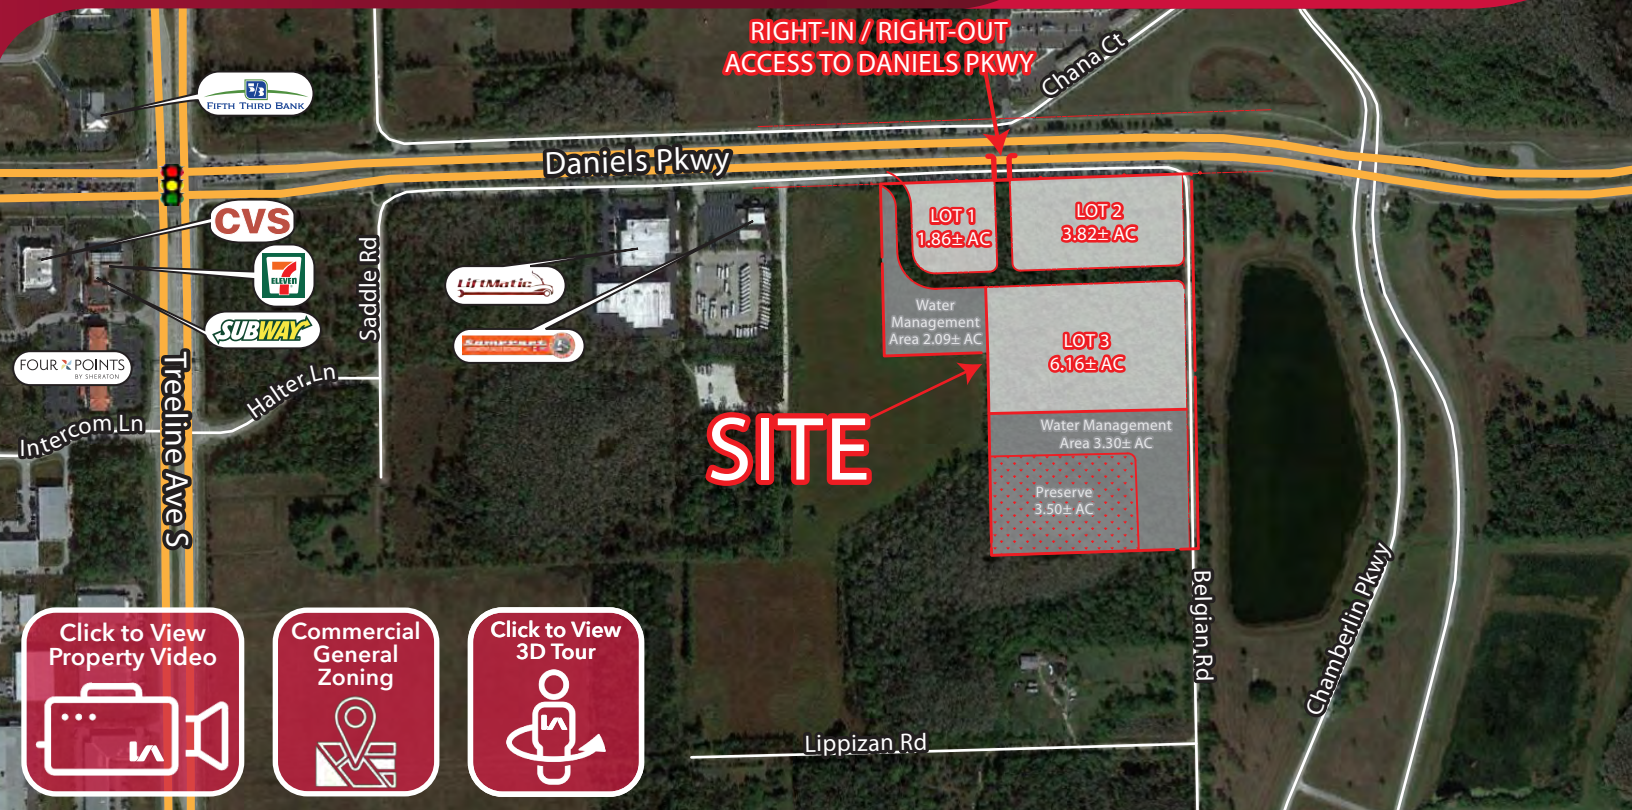 RIGHT-IN / RIGHT-OUT
ACCESS TO DANIELS PKWY
Chana Ct
FIFTH THIRD BANK
Daniels Pkwy
CVS
7
ELEVEN
SUBWAY
FOUR POINTS
BY SHERATON
Treeline Ave S
Intercom Ln
Halter Ln
Saddle Rd
LiftMatic
Somerset
LOT 1
1.86± AC
LOT 2
3.82± AC
Water
Management
Area 2.09± AC
LOT 3
6.16± AC
SITE
Water Management
Area 3.30± AC
Preserve
3.50± AC
Belgian Rd
Chamberlin Pkwy
Lippizan Rd
Click to View
Property Video
Commercial
General
Zoning
Click to View
3D Tour